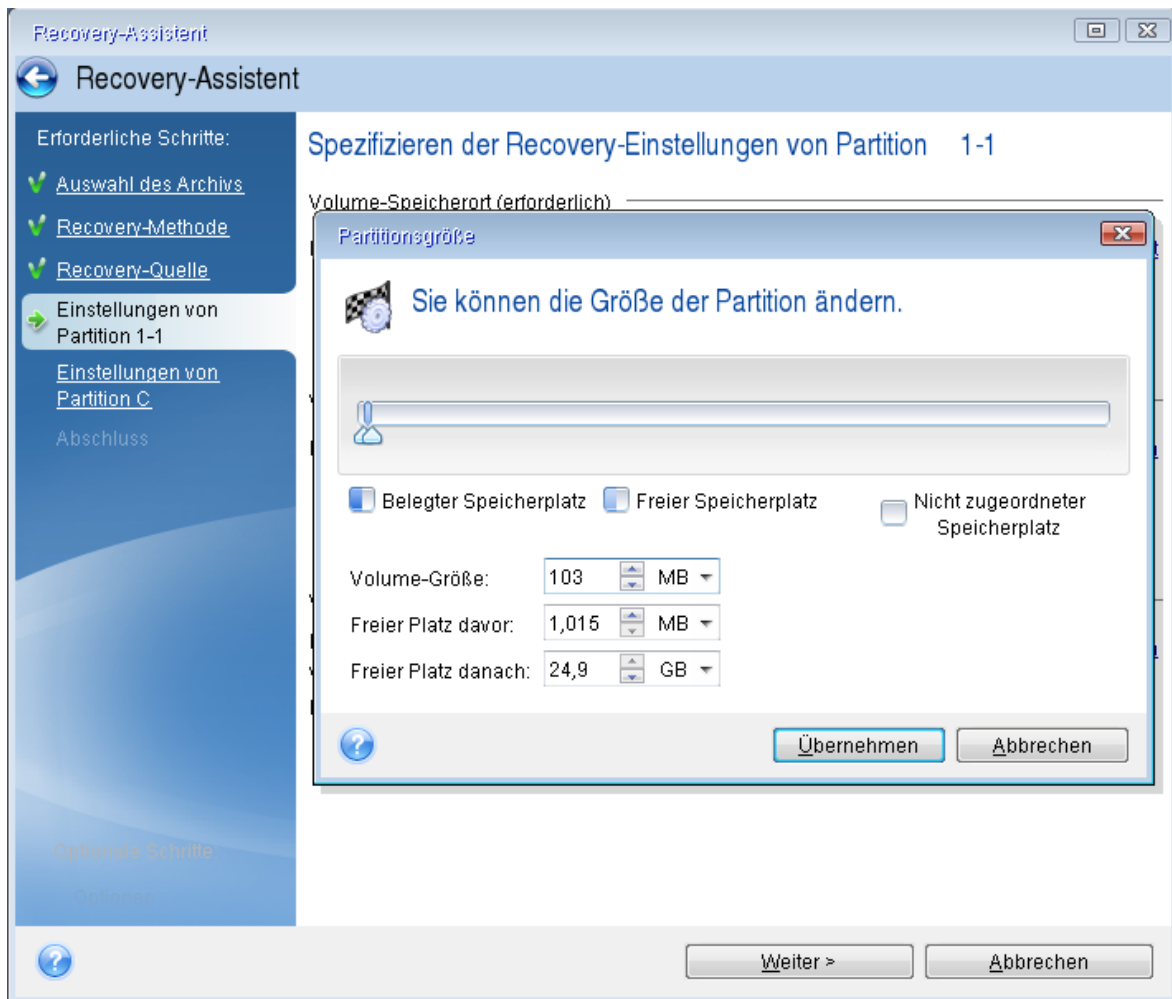 Recovery-Assistent
Recovery-Assistent
Erforderliche Schritte:
Auswahl des Archivs
Recovery-Methode
Recovery-Quelle
Einstellungen von
Partition 1-1
Einstellungen von
Partition C
Abschluss
Optionale Schritte:
Optionen
Spezifizieren der Recovery-Einstellungen von Partition 1-1
Volume-Speicherort (erforderlich)
Partitionsgröße
Sie können die Größe der Partition ändern.
Belegter Speicherplatz
Freier Speicherplatz
Nicht zugeordneter
Speicherplatz
Volume-Größe: 103 MB
Freier Platz davor: 1,015 MB
Freier Platz danach: 24,9 GB
Übernehmen
Abbrechen
Weiter >
Abbrechen